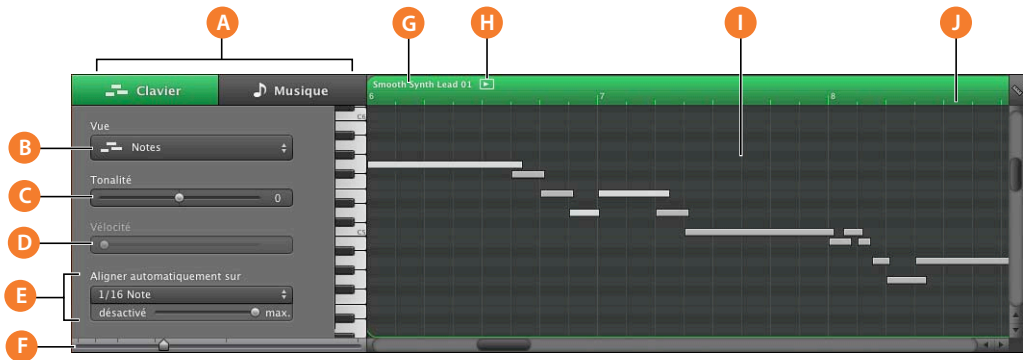 A
G
H
I
J
Clavier
Musique
Smooth Synth Lead 01
6
7
8
Vue
B
Notes
C6
Tonalité
C
0
Vélocité
D
C5
Aligner automatiquement sur
E
1/16 Note
désactivé
max.
F